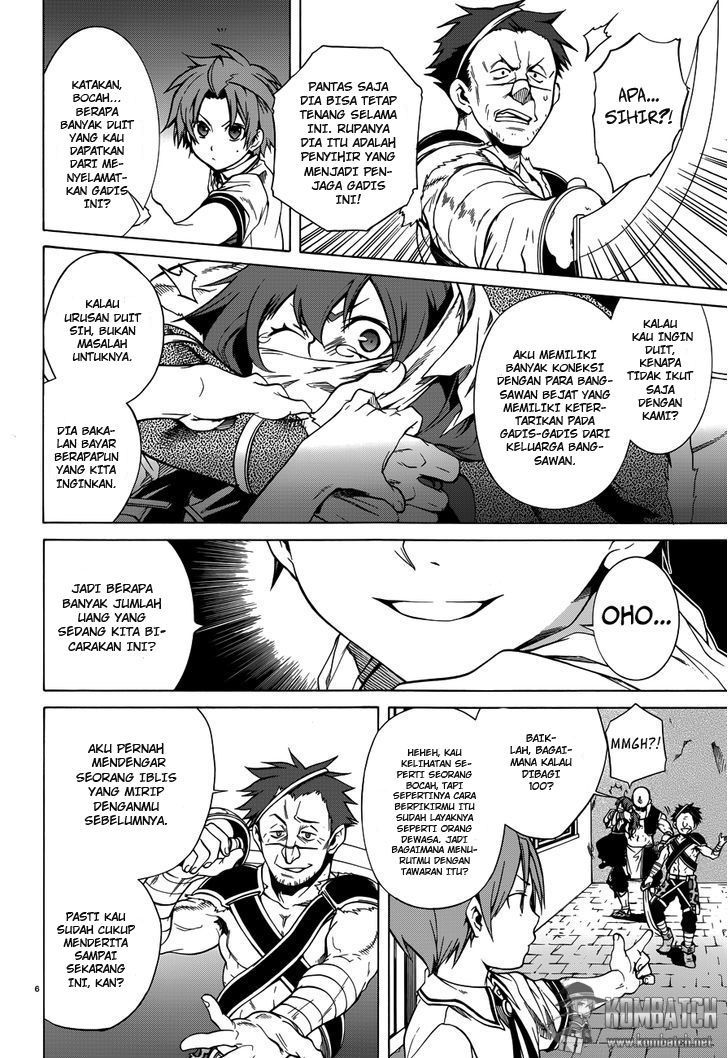 APA...
SIHIR?!
PANTAS SAJA
DIA BISA TETAP
TENANG SELAMA
INI. RUPANYA
DIA ITU ADALAH
PENYIHIR YANG
MENJADI PEN-
JAGA GADIS
INI!
KATAKAN,
BOCAH...
BERAPA
BANYAK DUIT
YANG KAU
DAPATKAN
DARI ME-
NYELAMAT-
KAN GADIS
INI?
KALAU
KAU INGIN
DUIT,
KENAPA
TIDAK IKUT
SAJA
DENGAN
KAMI?
AKU MEMILIKI
BANYAK KONEKSI
DENGAN PARA BANG-
SAWAN BEJAT YANG
MEMILIKI KETER-
TARIKAN PADA
GADIS-GADIS DARI
KELUARGA BANG-
SAWAN.
KALAU
URUSAN DUIT
SIH, BUKAN
MASALAH
UNTUKNYA.
DIA BAKA-
LAN BAYAR
BERAPAPUN
YANG KITA
INGINKAN.
OHO...
JADI BERAPA
BANYAK JUMLAH
UANG YANG
SEDANG KITA BI-
CARAKAN INI?
MMGH?!
BAIK-
LAH, BAGAI-
MANA KALAU
DIBAGI
100?
HEHEH, KAU
KELIHATAN SE-
PERTI SEORANG
BOCAH, TAPI
SEPERTINYA CARA
BERPIKIRMU ITU
SUDAH LAYAKNYA
SEPERTI ORANG
DEWASA. JADI
BAGAIMANA MENU-
RUTMU DENGAN
TAWARAN ITU?
AKU PERNAH
MENDENGAR
SEORANG IBLIS
YANG MIRIP
DENGANMU
SEBELUMNYA.
PASTI KAU
SUDAH CUKUP
MENDERITA
SAMPAI
SEKARANG
INI, KAN?
6
KOMBATCH
www.kombatch.net